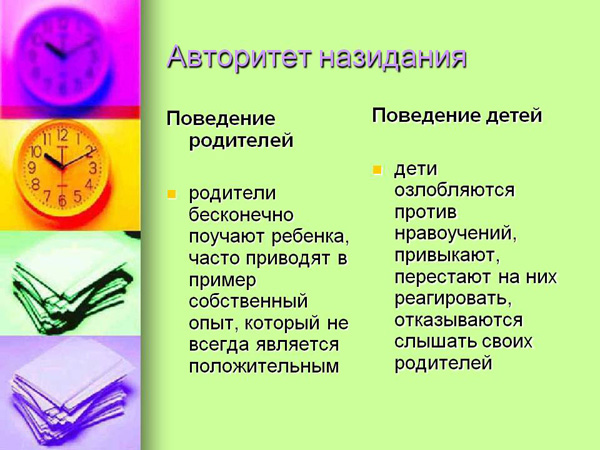 Авторитет назидания
Поведение
родителей
родители
бесконечно
поучают ребенка,
часто приводят в
пример
собственный
опыт, который не
всегда является
положительным
Поведение детей
дети
озлобляются
против
нравоучений,
привыкают,
перестают на них
реагировать,
отказываются
слышать своих
родителей